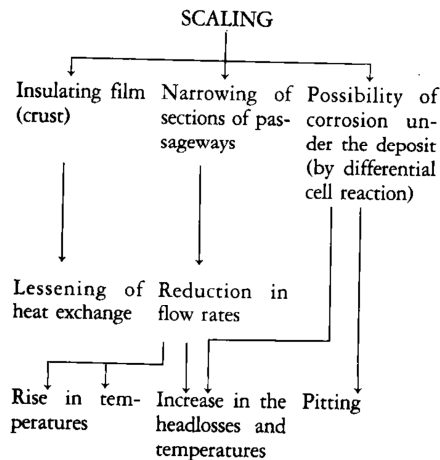 SCALING
Insulating film
(crust)
Narrowing of
sections of pas-
sageways
Possibility of
corrosion un-
der the deposit
(by differential
cell reaction)
Lessening of
heat exchange
Reduction in
flow rates
Rise in tem-
peratures
Increase in the
headlosses and
temperatures
Pitting